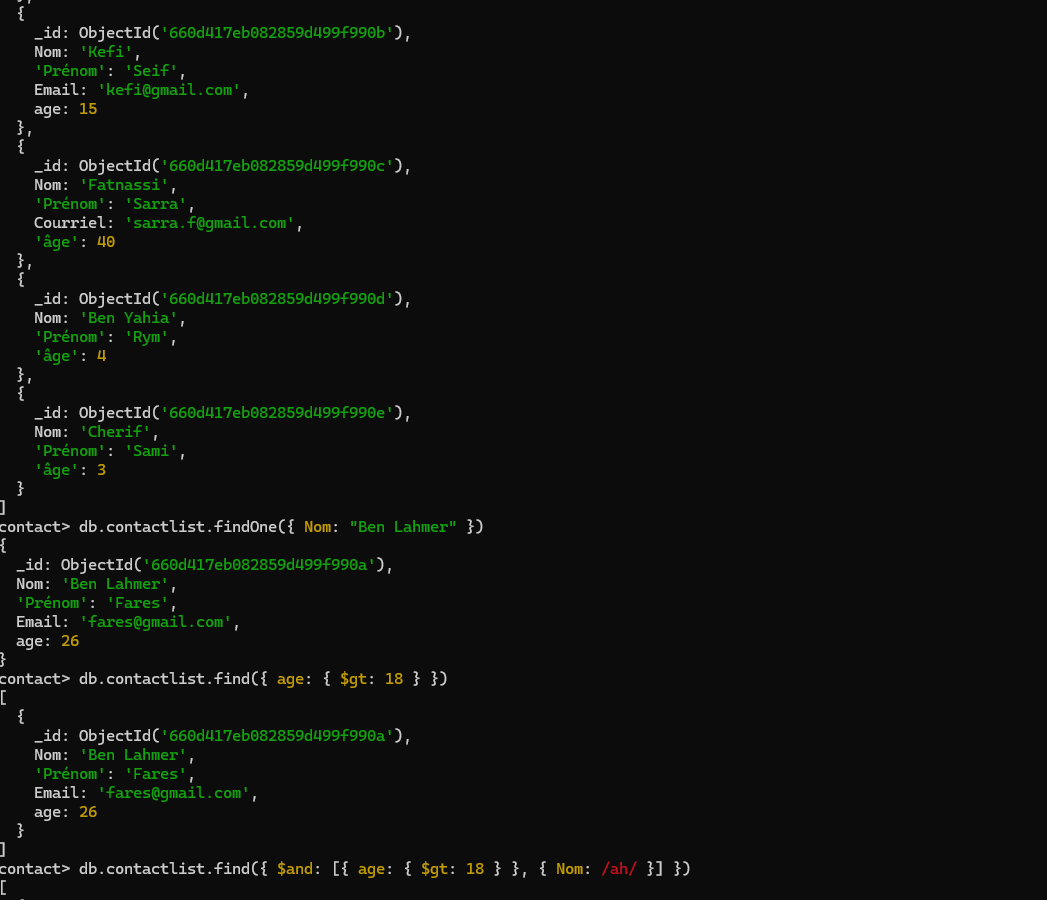 },
  {
    _id: ObjectId('660d417eb082859d499f990b'),
    Nom: 'Kefi',
    'Prénom': 'Seif',
    Email: 'kefi@gmail.com',
    age: 15
  },
  {
    _id: ObjectId('660d417eb082859d499f990c'),
    Nom: 'Fatnassi',
    'Prénom': 'Sarra',
    Courriel: 'sarra.f@gmail.com',
    'âge': 40
  },
  {
    _id: ObjectId('660d417eb082859d499f990d'),
    Nom: 'Ben Yahia',
    'Prénom': 'Rym',
    'âge': 4
  },
  {
    _id: ObjectId('660d417eb082859d499f990e'),
    Nom: 'Cherif',
    'Prénom': 'Sami',
    'âge': 3
  }
]
contact> db.contactlist.findOne({ Nom: "Ben Lahmer" })
{
  _id: ObjectId('660d417eb082859d499f990a'),
  Nom: 'Ben Lahmer',
  'Prénom': 'Fares',
  Email: 'fares@gmail.com',
  age: 26
}
contact> db.contactlist.find({ age: { $gt: 18 } })
[
  {
    _id: ObjectId('660d417eb082859d499f990a'),
    Nom: 'Ben Lahmer',
    'Prénom': 'Fares',
    Email: 'fares@gmail.com',
    age: 26
  }
]
contact> db.contactlist.find({ $and: [{ age: { $gt: 18 } }, { Nom: /ah/ }] })
[